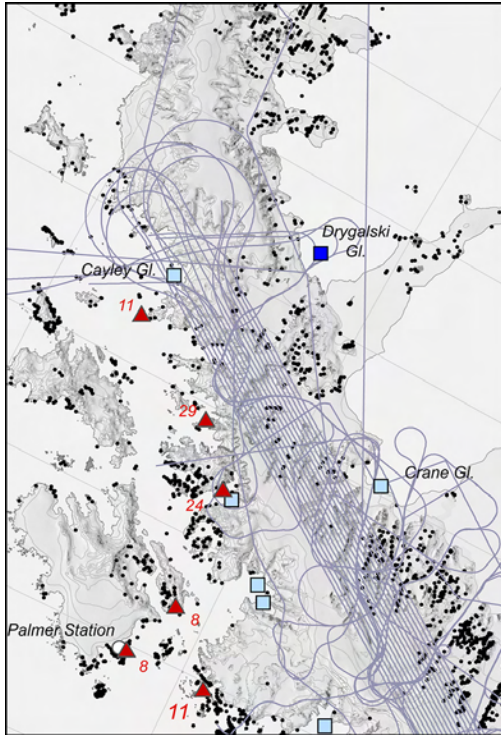 Drygalski
Gl.
Cayley Gl.
11
29
Crane Gl.
24
8
Palmer Station
8
11